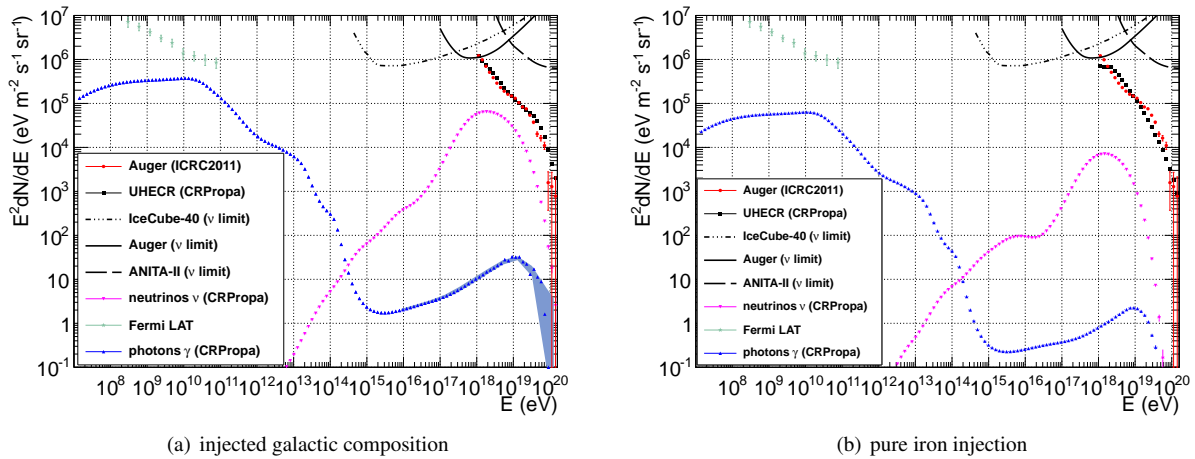 E²dN/dE (eV m⁻² s⁻¹ sr⁻¹)
10⁷
10⁶
10⁵
10⁴
10³
10²
10
1
10⁻¹
Auger (ICRC2011)
UHECR (CRPropa)
IceCube-40 (ν limit)
Auger (ν limit)
ANITA-II (ν limit)
neutrinos ν (CRPropa)
Fermi LAT
photons γ (CRPropa)
10⁸ 10⁹ 10¹⁰ 10¹¹ 10¹² 10¹³ 10¹⁴ 10¹⁵ 10¹⁶ 10¹⁷ 10¹⁸ 10¹⁹ 10²⁰
E (eV)
(a) injected galactic composition
E²dN/dE (eV m⁻² s⁻¹ sr⁻¹)
10⁷
10⁶
10⁵
10⁴
10³
10²
10
1
10⁻¹
Auger (ICRC2011)
UHECR (CRPropa)
IceCube-40 (ν limit)
Auger (ν limit)
ANITA-II (ν limit)
neutrinos ν (CRPropa)
Fermi LAT
photons γ (CRPropa)
10⁸ 10⁹ 10¹⁰ 10¹¹ 10¹² 10¹³ 10¹⁴ 10¹⁵ 10¹⁶ 10¹⁷ 10¹⁸ 10¹⁹ 10²⁰
E (eV)
(b) pure iron injection